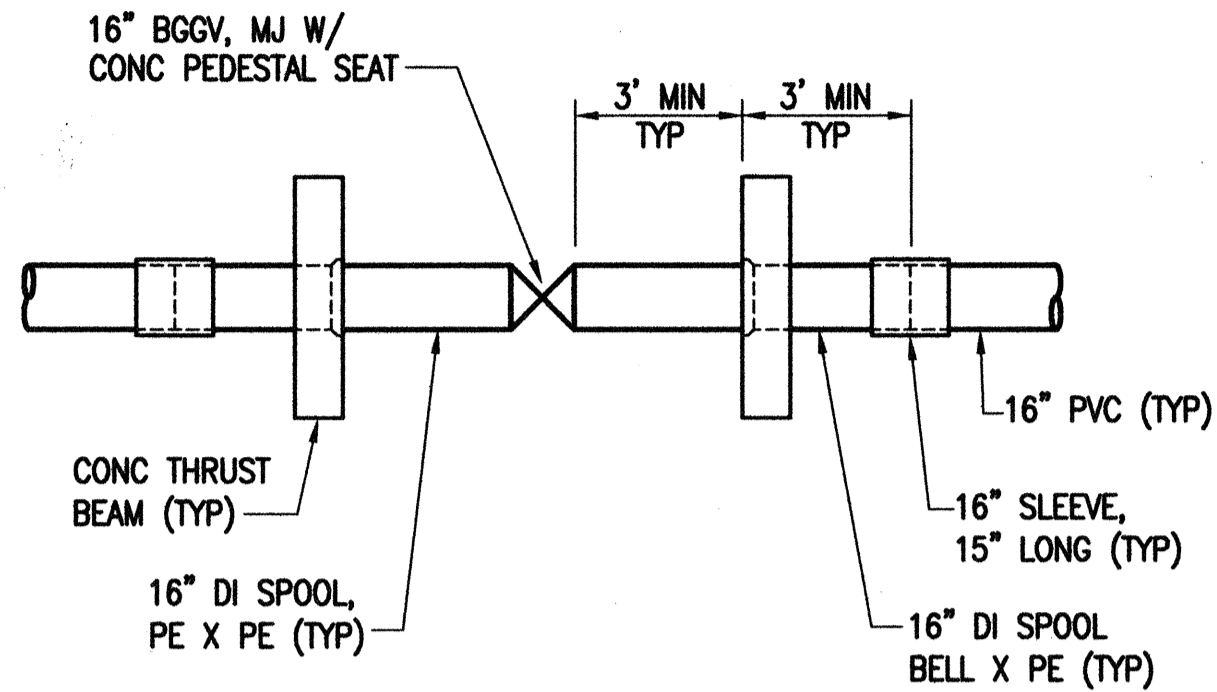 16" BGGV, MJ W/
CONC PEDESTAL SEAT
3' MIN
TYP
3' MIN
TYP
16" PVC (TYP)
CONC THRUST
BEAM (TYP)
16" SLEEVE,
15" LONG (TYP)
16" DI SPOOL,
PE X PE (TYP)
16" DI SPOOL
BELL X PE (TYP)